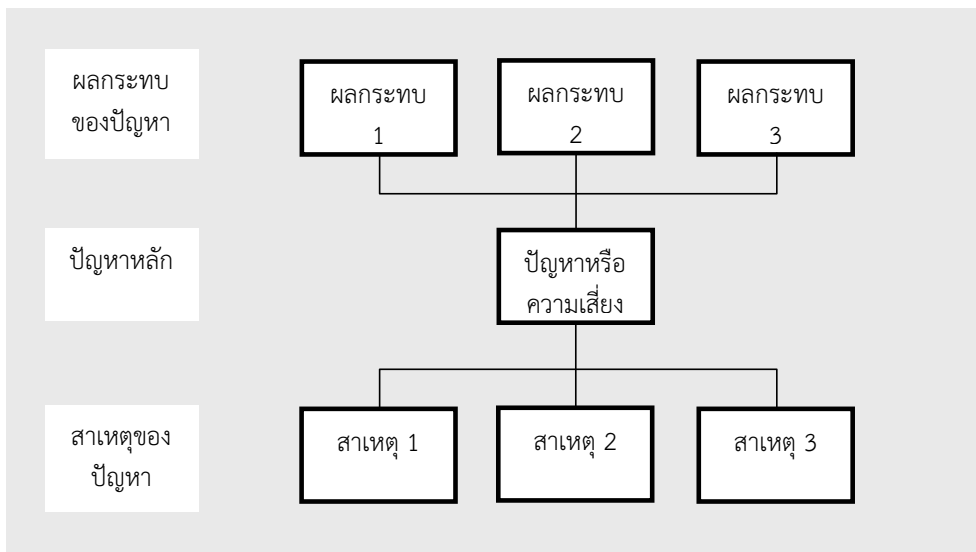 ผลกระทบ
ของปัญหา
ผลกระทบ
1
ผลกระทบ
2
ผลกระทบ
3
ปัญหาหลัก
ปัญหาหรือ
ความเสี่ยง
สาเหตุของ
ปัญหา
สาเหตุ 1
สาเหตุ 2
สาเหตุ 3